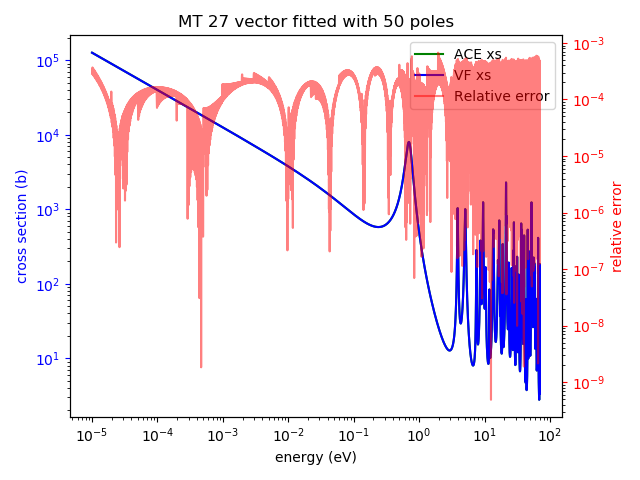 MT 27 vector fitted with 50 poles
ACE xs
VF xs
Relative error
cross section (b)
10^5
10^4
10^3
10^2
10^1
10^-3
10^-4
10^-5
10^-6
10^-7
10^-8
10^-9
relative error
10^-5 10^-4 10^-3 10^-2 10^-1 10^0 10^1 10^2
energy (eV)